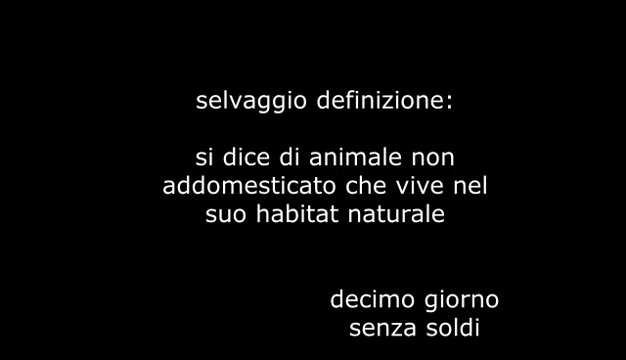 selvaggio definizione:
si dice di animale non
addomesticato che vive nel
suo habitat naturale
decimo giorno
senza soldi